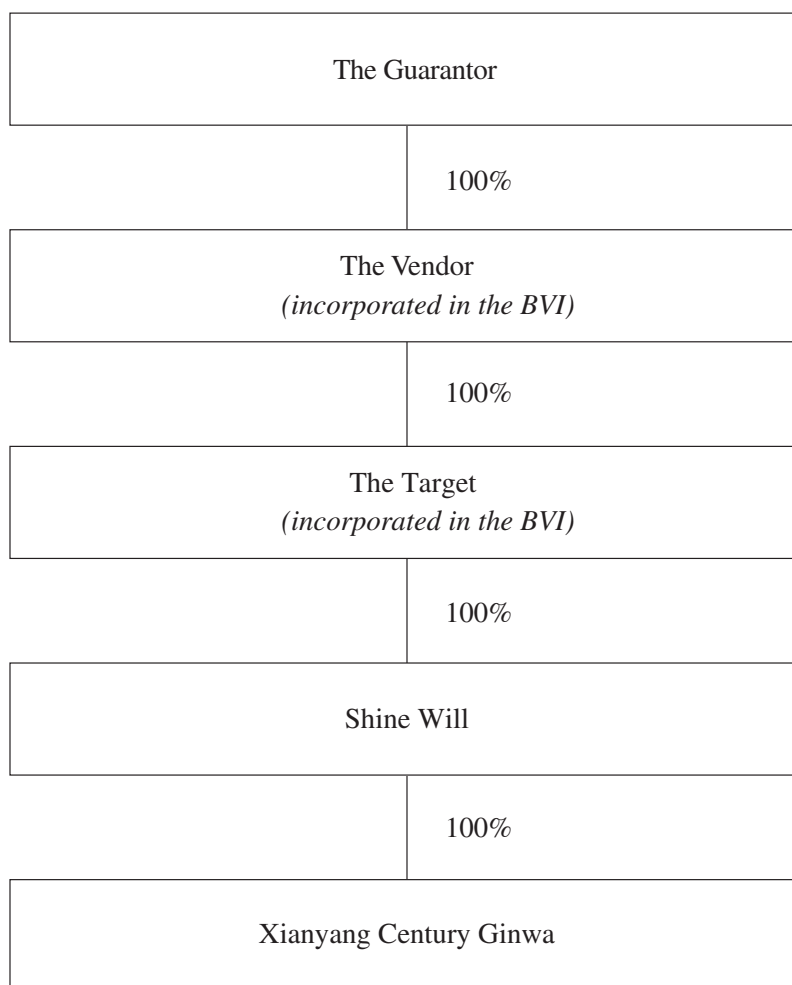 The Guarantor
100%
The Vendor
(incorporated in the BVI)
100%
The Target
(incorporated in the BVI)
100%
Shine Will
100%
Xianyang Century Ginwa